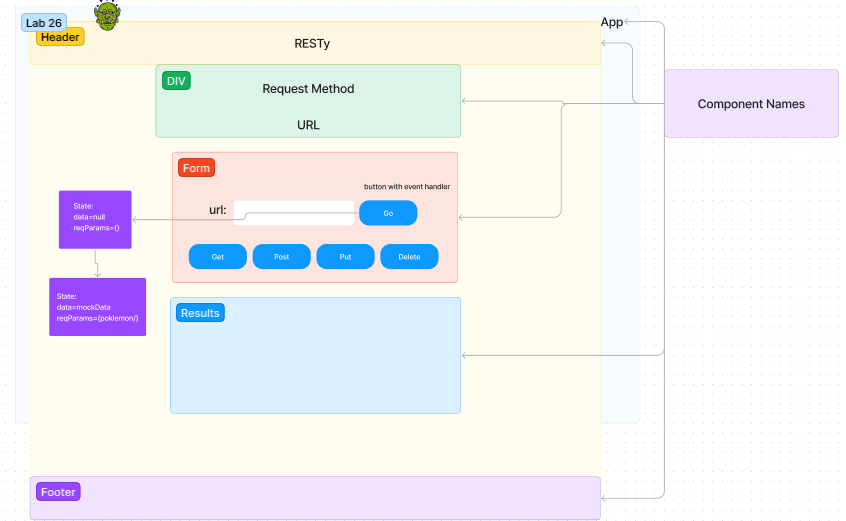 Lab 26
App
Header
RESTy
DIV
Request Method
URL
Component Names
Form
button with event handler
url:
Go
State:
data=null
reqParams={}
Get
Post
Put
Delete
State:
data=mockData
reqParams={poklemon/}
Results
Footer